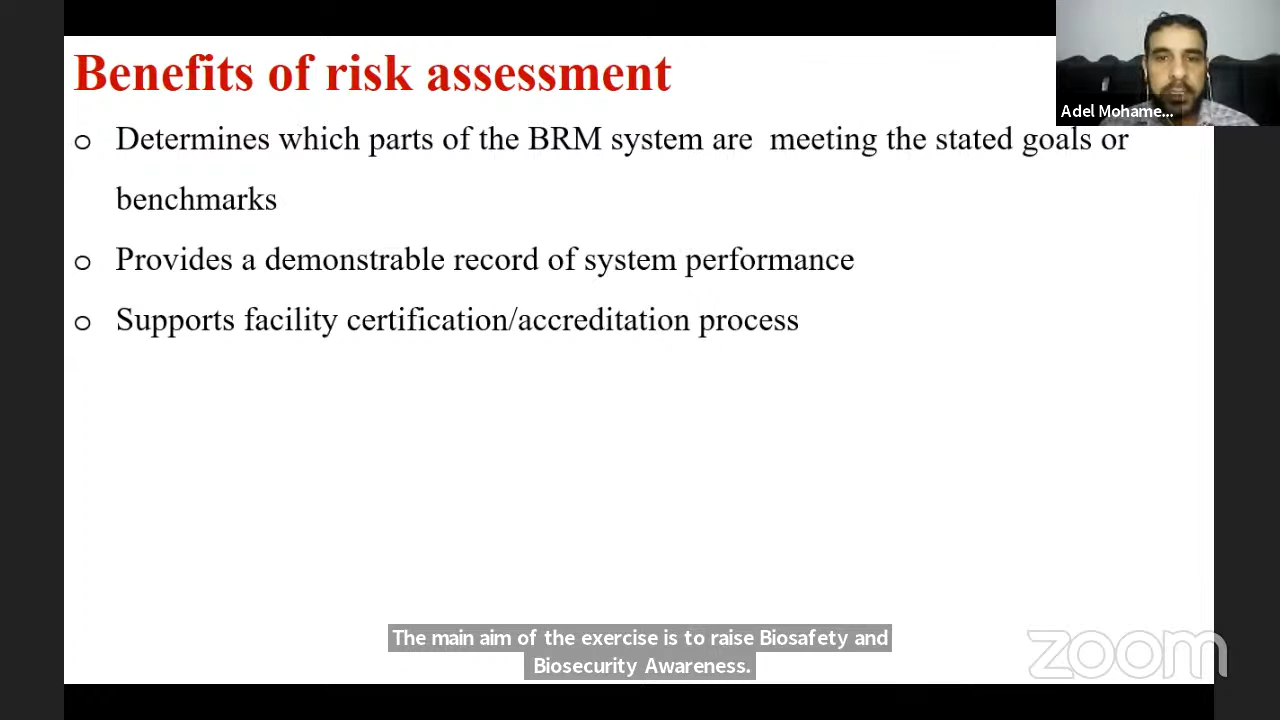 Benefits of risk assessment
Adel Mohame...
o Determines which parts of the BRM system are meeting the stated goals or
benchmarks
o Provides a demonstrable record of system performance
o Supports facility certification/accreditation process
The main aim of the exercise is to raise Biosafety and
Biosecurity Awareness.
zoom